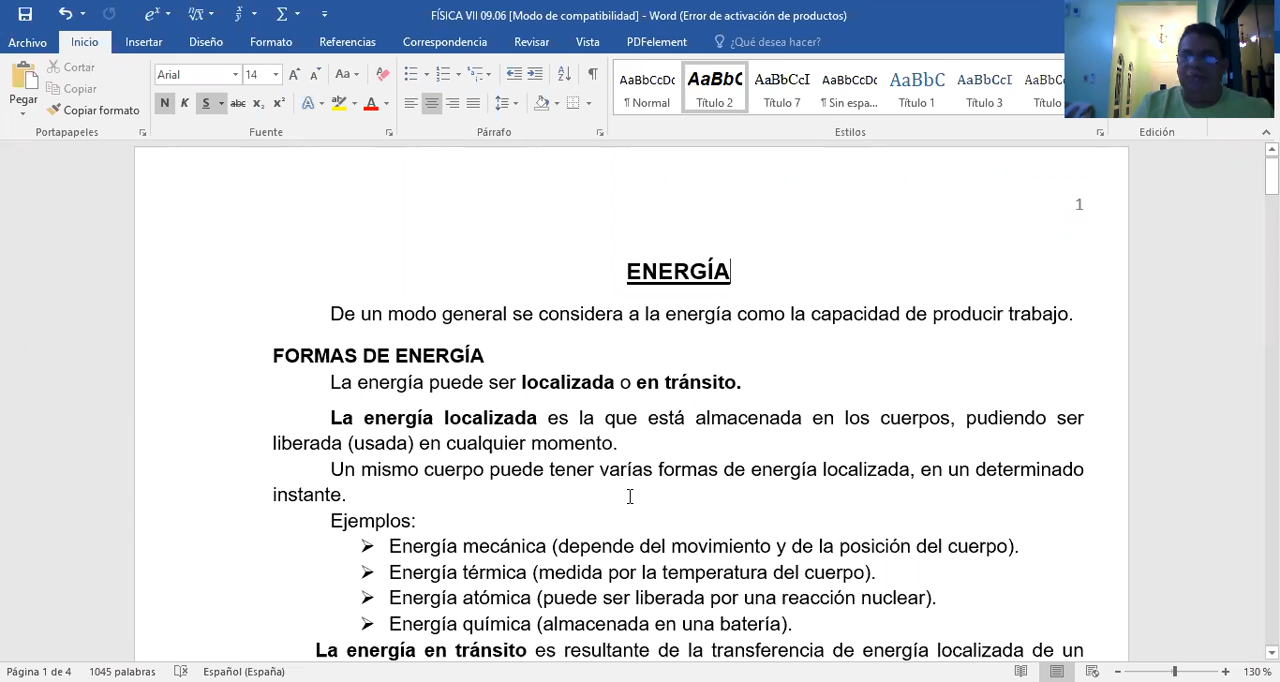 FÍSICA VII 09.06 [Modo de compatibilidad] - Word (Error de activación de productos)
Archivo Inicio Insertar Diseño Formato Referencias Correspondencia Revisar Vista PDFelement ¿Qué desea hacer?
Pegar
Cortar
Copiar
Copiar formato
Portapapeles
Arial 14
N K S abc x₂ x²
Fuente
Párrafo
AaBbCcDc AaBbC AaBbCcI AaBbCcDc AaBbC AaBbCcI AaBbC
¶ Normal Título 2 Título 7 ¶ Sin espa... Título 1 Título 3 Título
Estilos
Edición
1
ENERGÍA
De un modo general se considera a la energía como la capacidad de producir trabajo.
FORMAS DE ENERGÍA
La energía puede ser localizada o en tránsito.
La energía localizada es la que está almacenada en los cuerpos, pudiendo ser
liberada (usada) en cualquier momento.
Un mismo cuerpo puede tener varías formas de energía localizada, en un determinado
instante.
Ejemplos:
➢ Energía mecánica (depende del movimiento y de la posición del cuerpo).
➢ Energía térmica (medida por la temperatura del cuerpo).
➢ Energía atómica (puede ser liberada por una reacción nuclear).
➢ Energía química (almacenada en una batería).
La energía en tránsito es resultante de la transferencia de energía localizada de un
Página 1 de 4 1045 palabras Español (España) 130 %